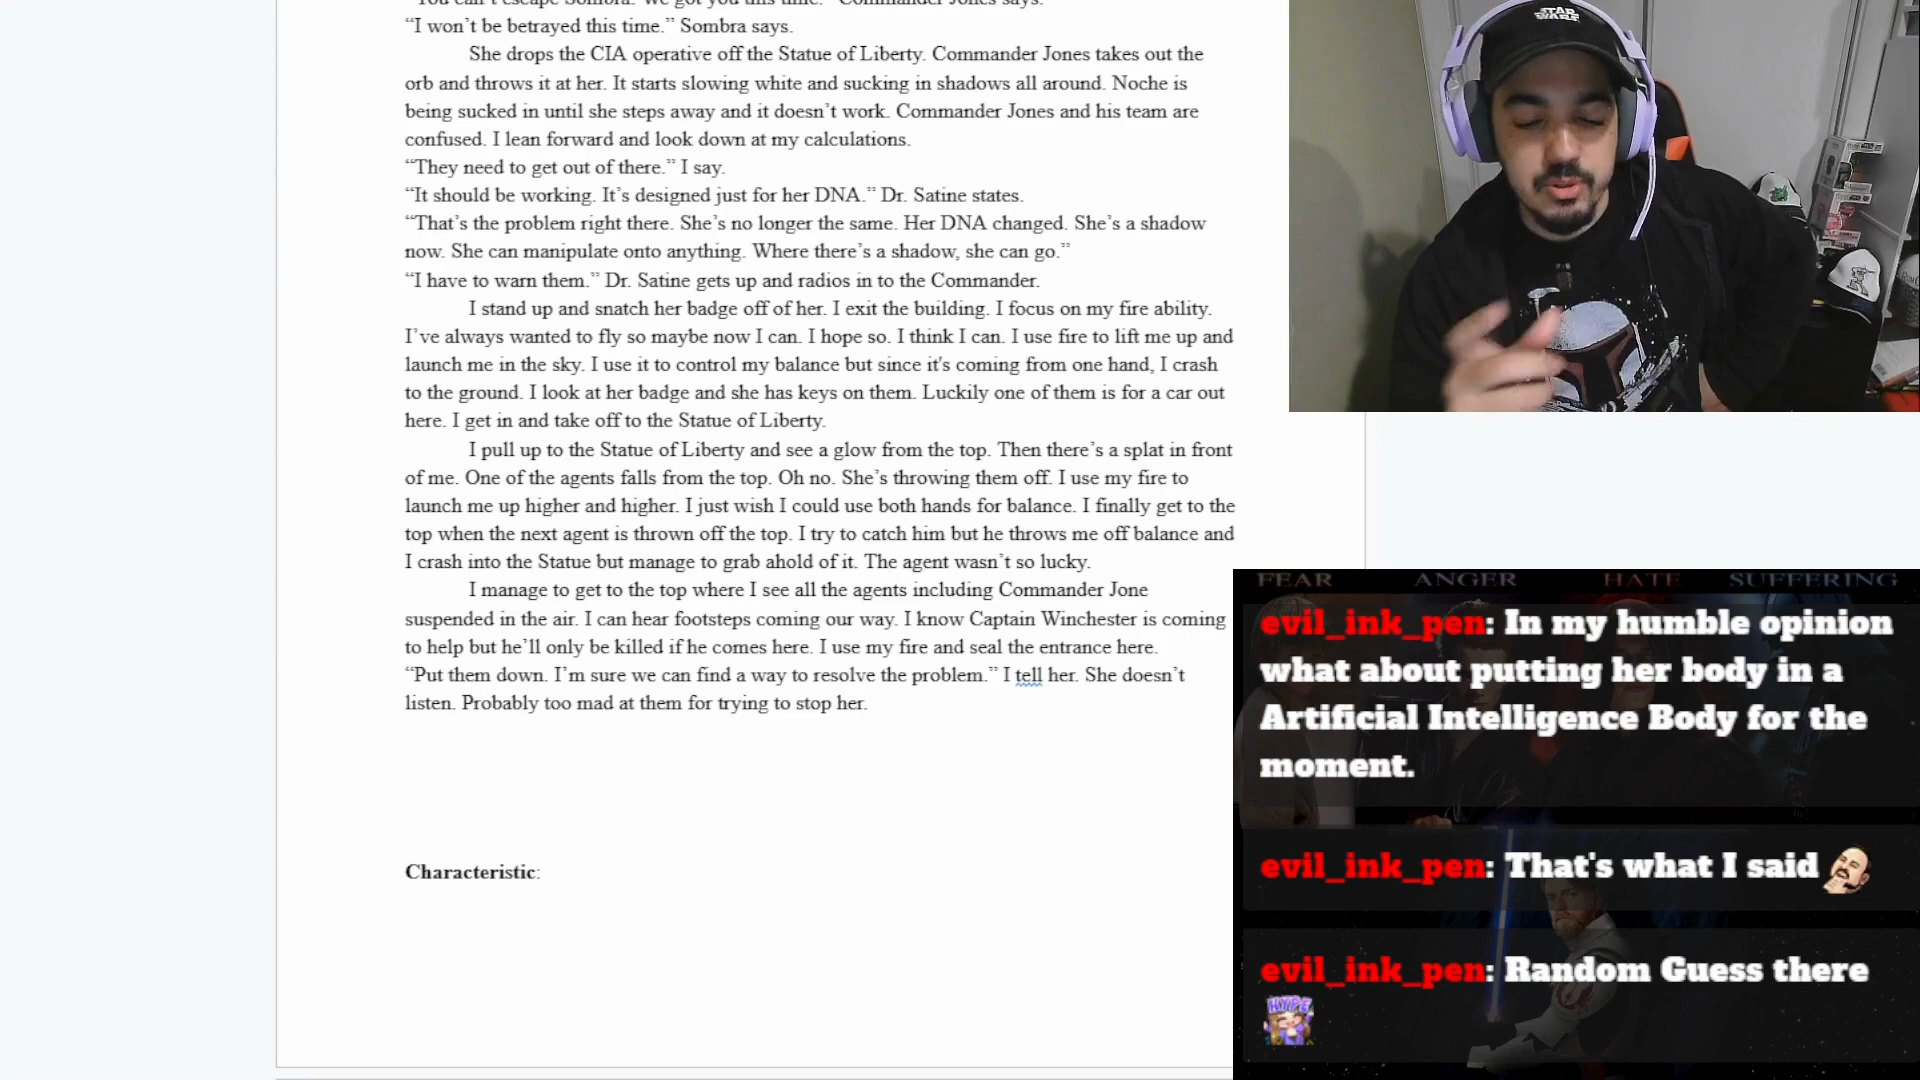 "You can't escape Sombra. We got you this time." Commander Jones says.
"I won't be betrayed this time." Sombra says.
She drops the CIA operative off the Statue of Liberty. Commander Jones takes out the
orb and throws it at her. It starts slowing white and sucking in shadows all around. Noche is
being sucked in until she steps away and it doesn't work. Commander Jones and his team are
confused. I lean forward and look down at my calculations.
"They need to get out of there." I say.
"It should be working. It's designed just for her DNA." Dr. Satine states.
"That's the problem right there. She's no longer the same. Her DNA changed. She's a shadow
now. She can manipulate onto anything. Where there's a shadow, she can go."
"I have to warn them." Dr. Satine gets up and radios in to the Commander.
I stand up and snatch her badge off of her. I exit the building. I focus on my fire ability.
I've always wanted to fly so maybe now I can. I hope so. I think I can. I use fire to lift me up and
launch me in the sky. I use it to control my balance but since it's coming from one hand, I crash
to the ground. I look at her badge and she has keys on them. Luckily one of them is for a car out
here. I get in and take off to the Statue of Liberty.
I pull up to the Statue of Liberty and see a glow from the top. Then there's a splat in front
of me. One of the agents falls from the top. Oh no. She's throwing them off. I use my fire to
launch me up higher and higher. I just wish I could use both hands for balance. I finally get to the
top when the next agent is thrown off the top. I try to catch him but he throws me off balance and
I crash into the Statue but manage to grab ahold of it. The agent wasn't so lucky.
I manage to get to the top where I see all the agents including Commander Jone
suspended in the air. I can hear footsteps coming our way. I know Captain Winchester is coming
to help but he'll only be killed if he comes here. I use my fire and seal the entrance here.
"Put them down. I'm sure we can find a way to resolve the problem." I tell her. She doesn't
listen. Probably too mad at them for trying to stop her.
Characteristic:
STAR
WARS
FEAR ANGER HATE SUFFERING
evil_ink_pen: In my humble opinion
what about putting her body in a
Artificial Intelligence Body for the
moment.
evil_ink_pen: That's what I said
evil_ink_pen: Random Guess there
HYPE